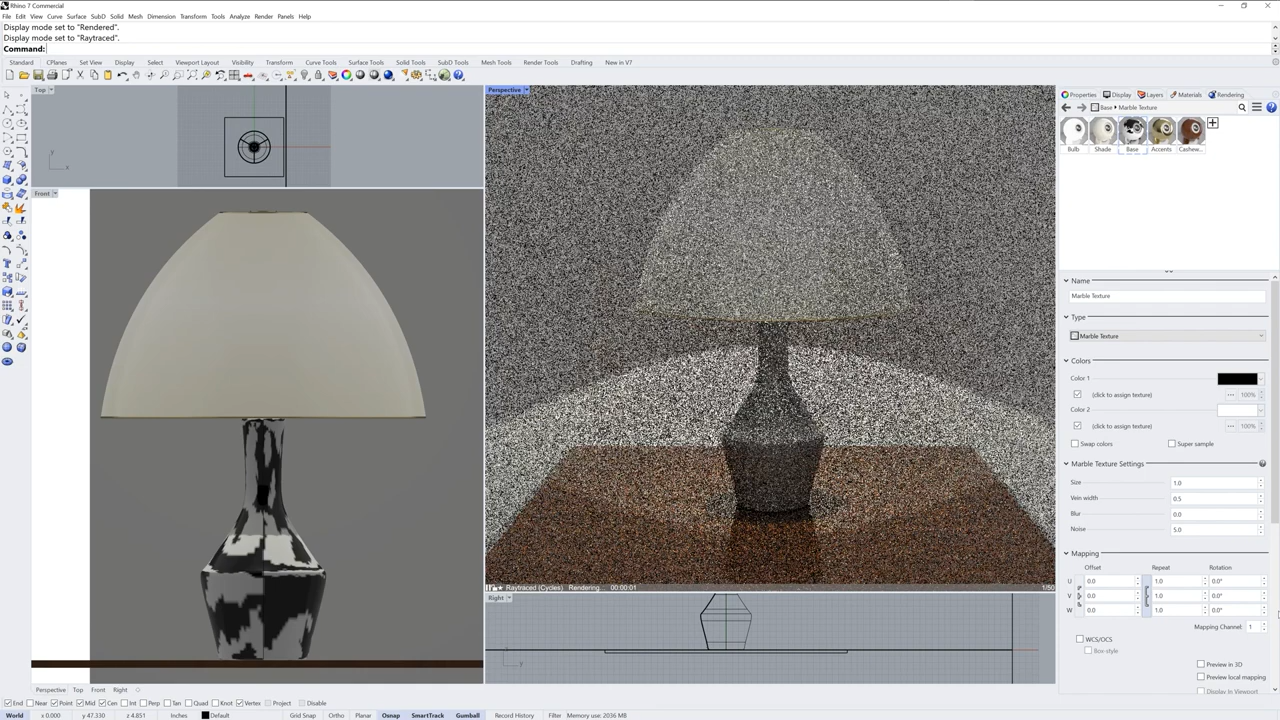 Rhino 7 Commercial
File Edit View Curve Surface SubD Solid Mesh Dimension Transform Tools Analyze Render Panels Help
Display mode set to "Rendered".
Display mode set to "Raytraced".
Command:
Standard CPlanes Set View Display Select Viewport Layout Visibility Transform Curve Tools Surface Tools Solid Tools SubD Tools Mesh Tools Render Tools Drafting New in V7
Top
y
x
Front
Perspective
Raytraced (Cycles) Rendering... 00:00:01
1/50
Right
y
Properties Display Layers Materials Rendering
Base Marble Texture
Bulb Shade Base Accents Cashew...
Name
Marble Texture
Type
Marble Texture
Colors
Color 1
(click to assign texture) 100%
Color 2
(click to assign texture) 100%
Swap colors Super sample
Marble Texture Settings
Size 1.0
Vein width 0.5
Blur 0.0
Noise 5.0
Mapping
Offset Repeat Rotation
U 0.0 1.0 0.0°
V 0.0 1.0 0.0°
W 0.0 1.0 0.0°
Mapping Channel: 1
WCS/OCS
Box-style
Preview in 3D
Preview local mapping
Display In Viewport
Perspective Top Front Right
End Near Point Mid Cen Int Perp Tan Quad Knot Vertex Project Disable
World x 0.000 y 47.330 z 4.851 Inches Default Grid Snap Ortho Planar Osnap SmartTrack Gumball Record History Filter Memory use: 2036 MB